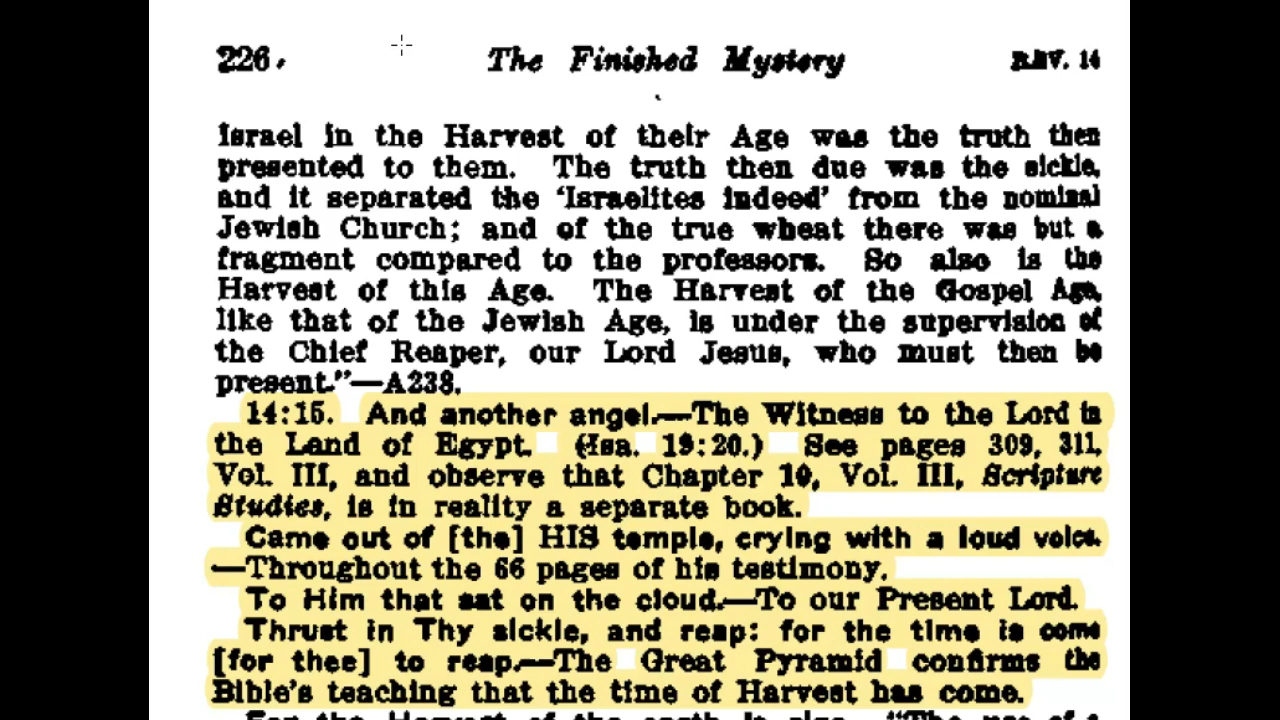 226. The Finished Mystery REV. 14
Israel in the Harvest of their Age was the truth then
presented to them. The truth then due was the sickle,
and it separated the ‘Israelites indeed’ from the nominal
Jewish Church; and of the true wheat there was but a
fragment compared to the professors. So also is the
Harvest of this Age. The Harvest of the Gospel Age,
like that of the Jewish Age, is under the supervision of
the Chief Reaper, our Lord Jesus, who must then be
present.”—A238.
14:15. And another angel.—The Witness to the Lord in
the Land of Egypt. (Isa. 19:20.) See pages 309, 311,
Vol. III, and observe that Chapter 10, Vol. III, Scripture
Studies, is in reality a separate book.
Came out of [the] HIS temple, crying with a loud voice.
—Throughout the 66 pages of his testimony.
To Him that sat on the cloud.—To our Present Lord.
Thrust in Thy sickle, and reap: for the time is come
[for thee] to reap.—The Great Pyramid confirms the
Bible's teaching that the time of Harvest has come.
For the Harvest of the earth is